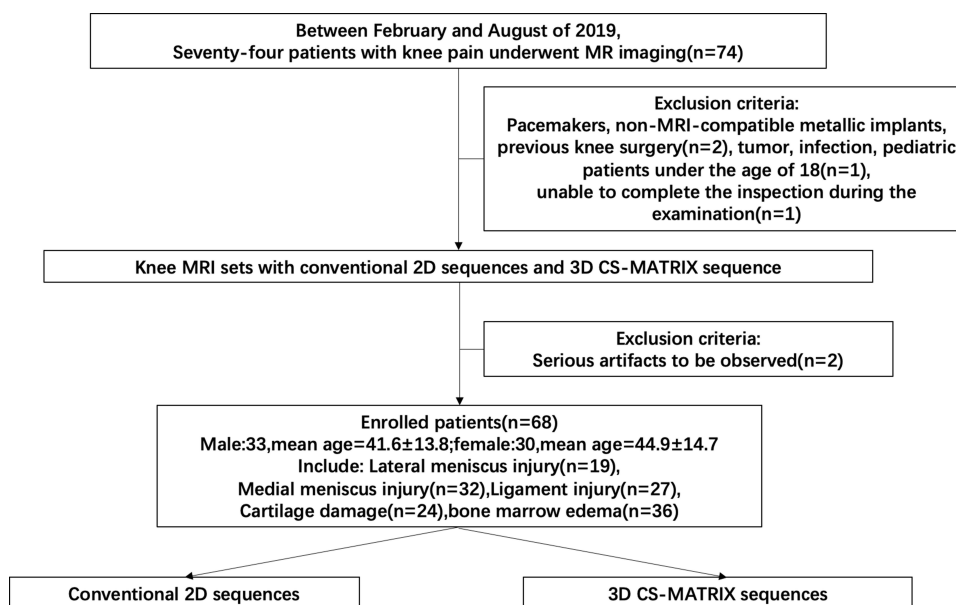 Between February and August of 2019,
Seventy-four patients with knee pain underwent MR imaging(n=74)
Exclusion criteria:
Pacemakers, non-MRI-compatible metallic implants,
previous knee surgery(n=2), tumor, infection, pediatric
patients under the age of 18(n=1),
unable to complete the inspection during the
examination(n=1)
Knee MRI sets with conventional 2D sequences and 3D CS-MATRIX sequence
Exclusion criteria:
Serious artifacts to be observed(n=2)
Enrolled patients(n=68)
Male:33,mean age=41.6±13.8;female:30,mean age=44.9±14.7
Include: Lateral meniscus injury(n=19),
Medial meniscus injury(n=32),Ligament injury(n=27),
Cartilage damage(n=24),bone marrow edema(n=36)
Conventional 2D sequences
3D CS-MATRIX sequences